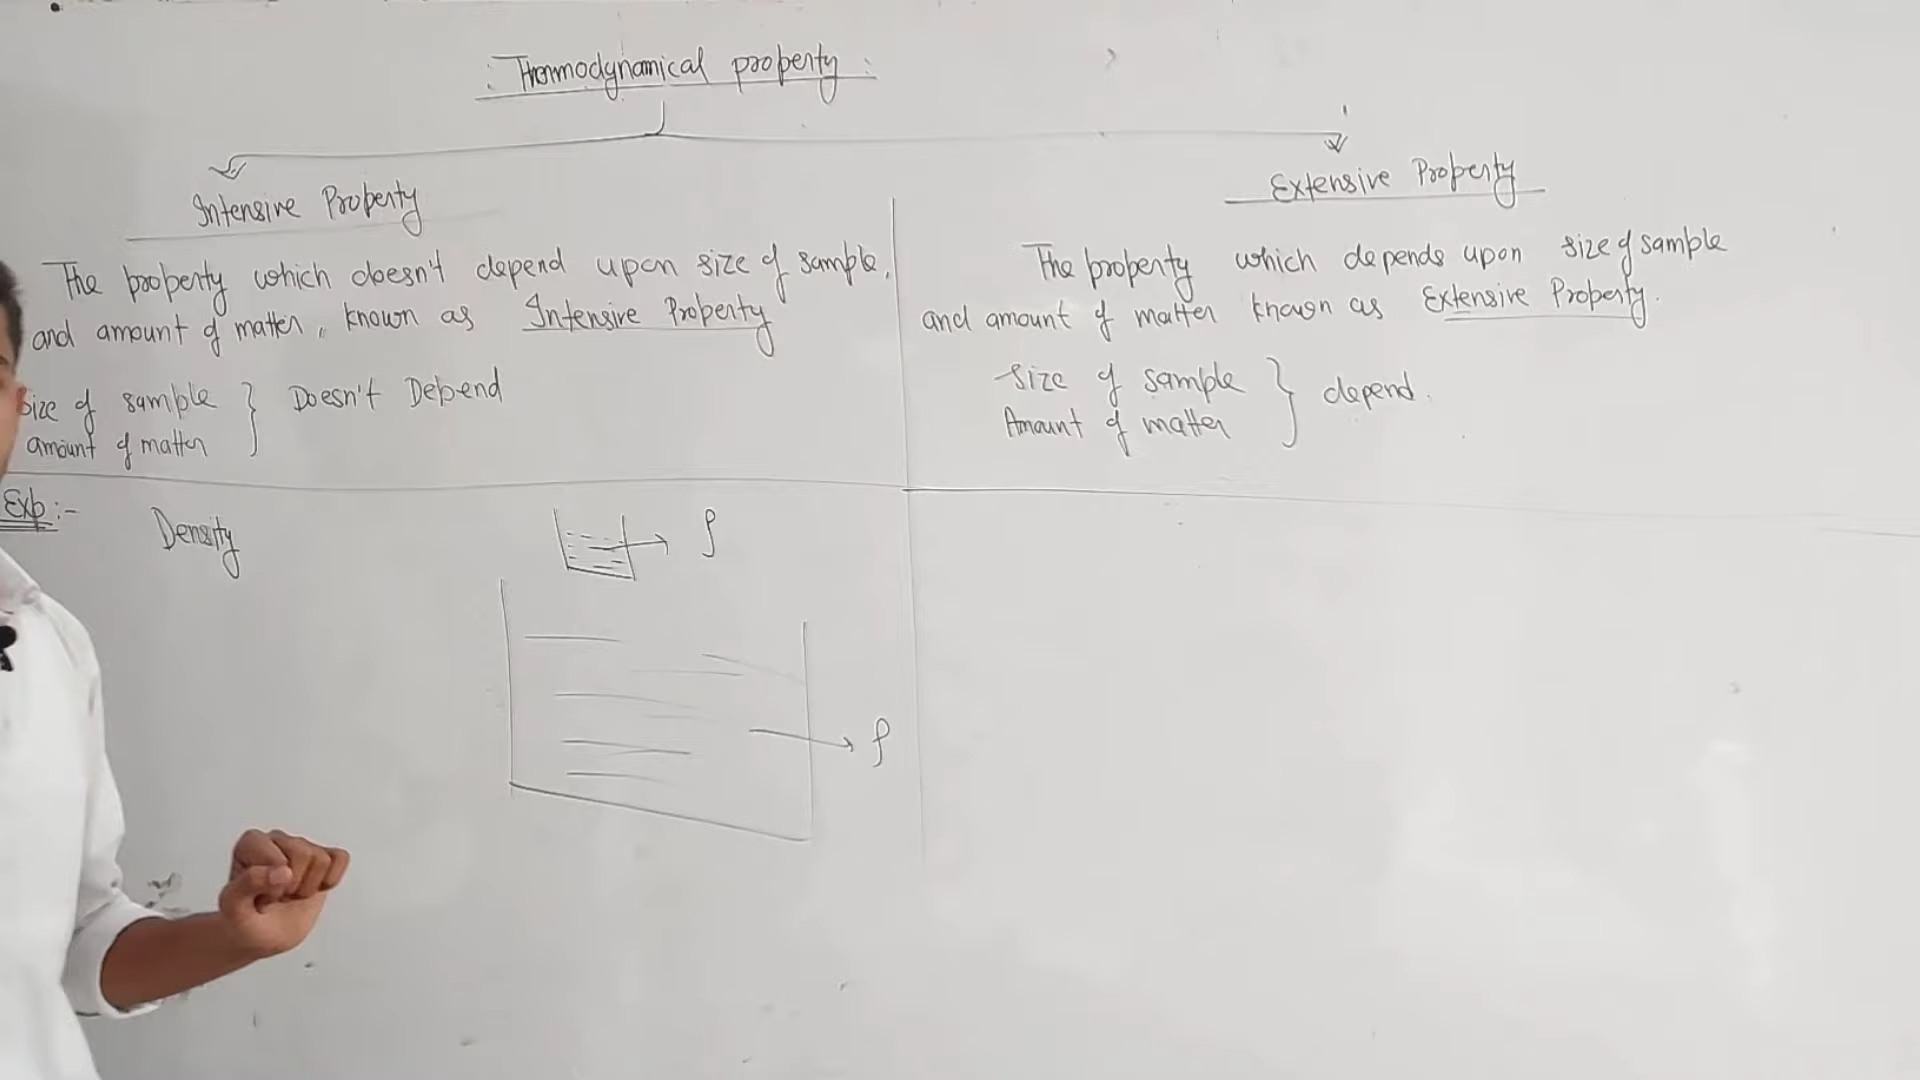 : Thermodynamical property :
Intensive Property
The property which doesn't depend upon size of sample,
and amount of matter, known as Intensive Property
Size of sample } Doesn't Depend
amount of matter
Extensive Property
The property which depends upon size of sample
and amount of matter known as Extensive Property.
Size of sample } depend.
Amount of matter
Exp :-
Density
ρ
ρ